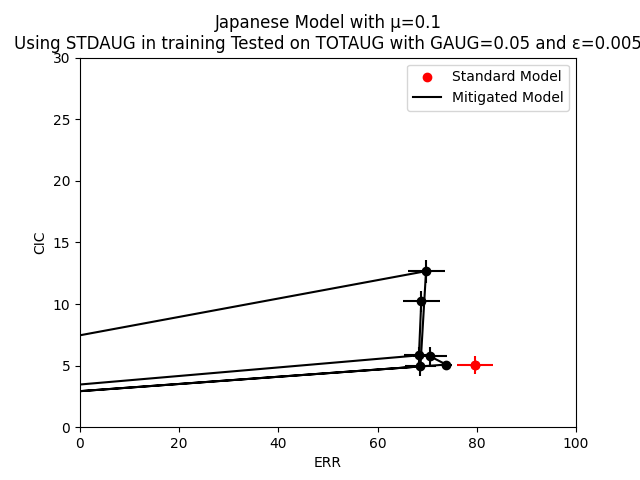 Japanese Model with μ=0.1
Using STDAUG in training Tested on TOTAUG with GAUG=0.05 and ε=0.005
Standard Model
Mitigated Model
30
25
20
15
10
5
0
CIC
0 20 40 60 80 100
ERR